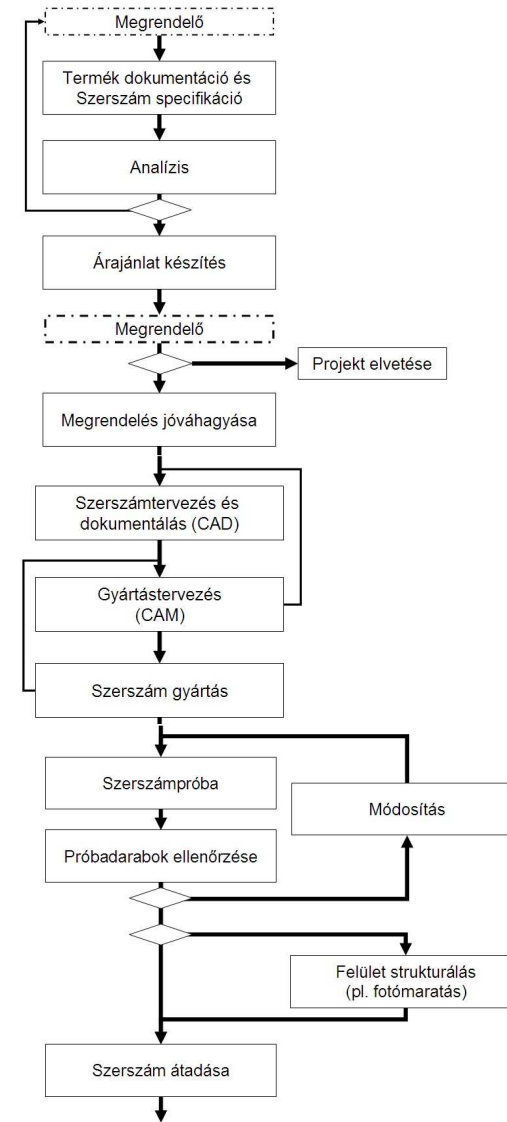 Megrendelő
Termék dokumentáció és
Szerszám specifikáció
Analízis
Árajánlat készítés
Megrendelő
Projekt elvetése
Megrendelés jóváhagyása
Szerszámtervezés és
dokumentálás (CAD)
Gyártástervezés
(CAM)
Szerszám gyártás
Szerszámpróba
Módosítás
Próbadarabok ellenőrzése
Felület strukturálás
(pl. fotómaratás)
Szerszám átadása